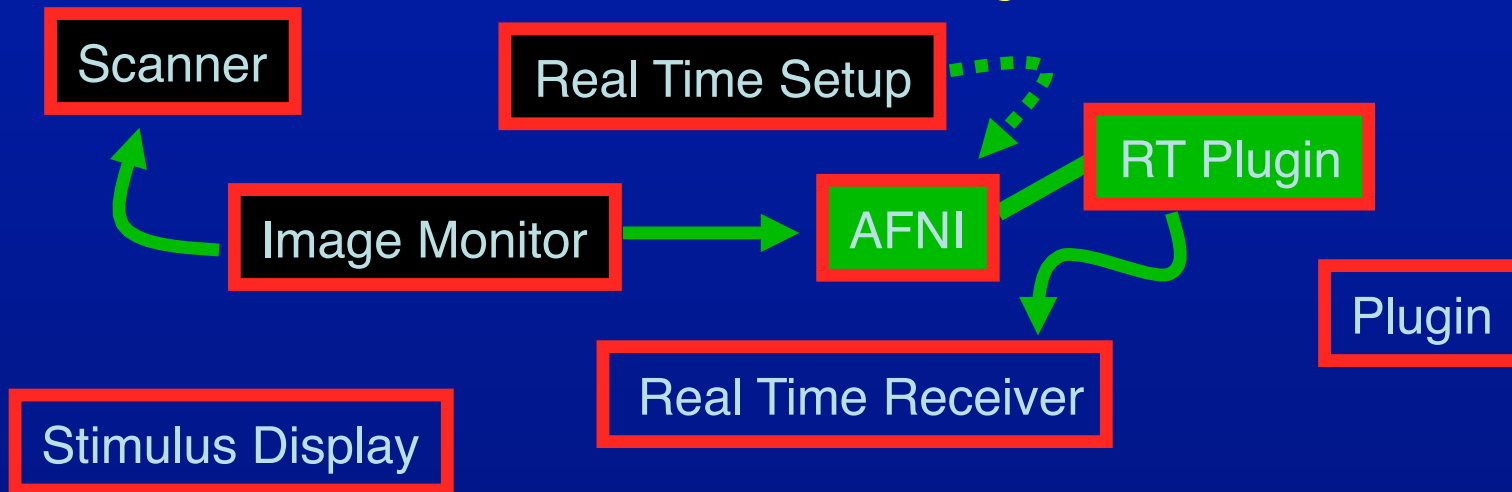 Scanner
Real Time Setup
RT Plugin
Image Monitor
AFNI
Plugin
Real Time Receiver
Stimulus Display